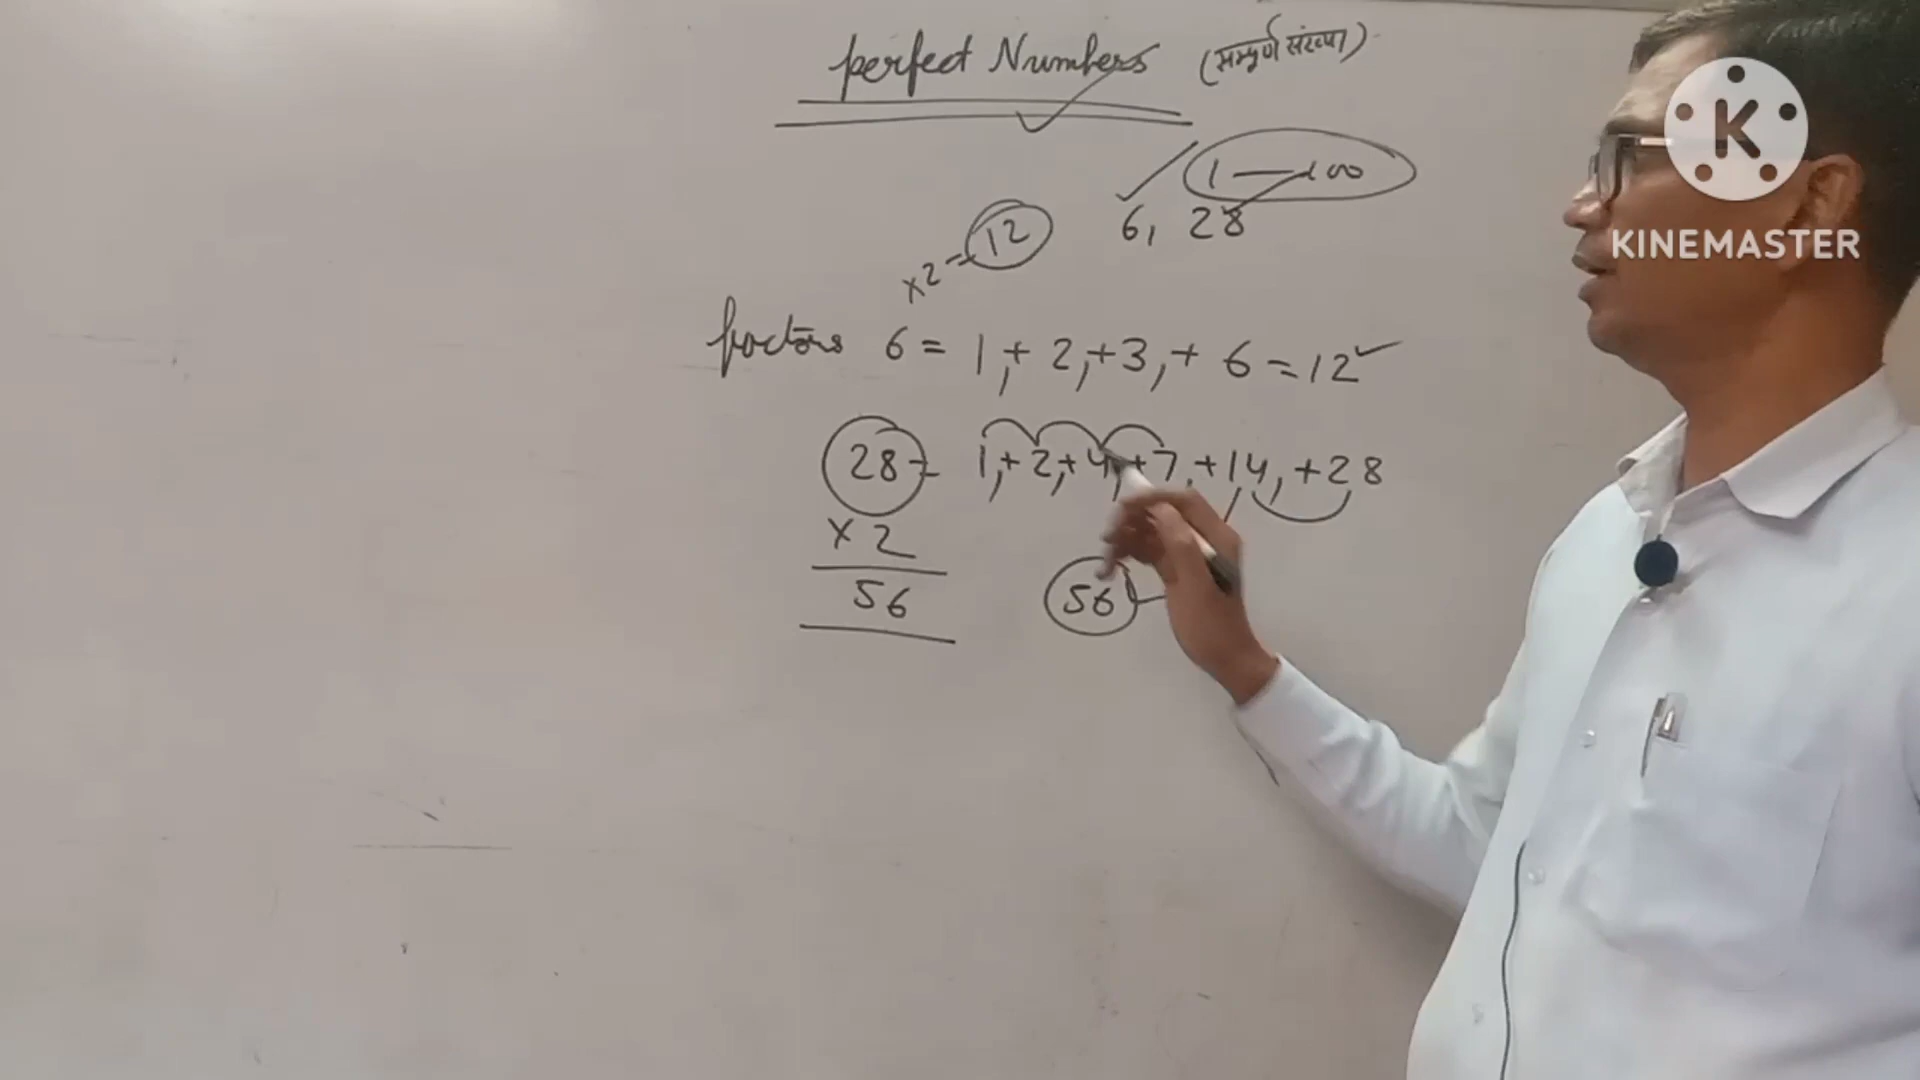 perfect Numbers (सम्पूर्ण संख्या)
1 — 100
6, 28
×2 = 12
factors 6 = 1, + 2, + 3, + 6 = 12
28 = 1, + 2, + 4, + 7, + 14, + 28
× 2
56
56
K
KINEMASTER